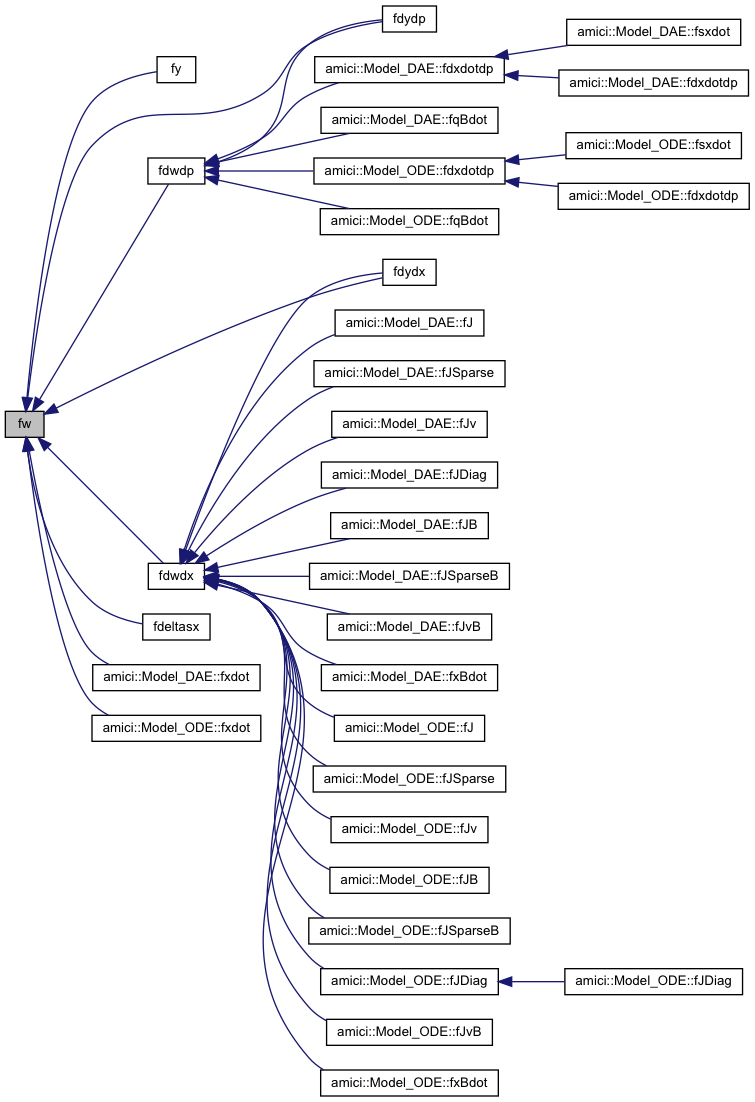 fdydp
amici::Model_DAE::fsxdot
fy
amici::Model_DAE::fdxdotdp
amici::Model_DAE::fdxdotdp
amici::Model_DAE::fqBdot
amici::Model_ODE::fsxdot
fdwdp
amici::Model_ODE::fdxdotdp
amici::Model_ODE::fdxdotdp
amici::Model_ODE::fqBdot
fdydx
amici::Model_DAE::fJ
amici::Model_DAE::fJSparse
fw
amici::Model_DAE::fJv
amici::Model_DAE::fJDiag
amici::Model_DAE::fJB
fdwdx
amici::Model_DAE::fJSparseB
fdeltasx
amici::Model_DAE::fJvB
amici::Model_DAE::fxdot
amici::Model_DAE::fxBdot
amici::Model_ODE::fxdot
amici::Model_ODE::fJ
amici::Model_ODE::fJSparse
amici::Model_ODE::fJv
amici::Model_ODE::fJB
amici::Model_ODE::fJSparseB
amici::Model_ODE::fJDiag
amici::Model_ODE::fJDiag
amici::Model_ODE::fJvB
amici::Model_ODE::fxBdot